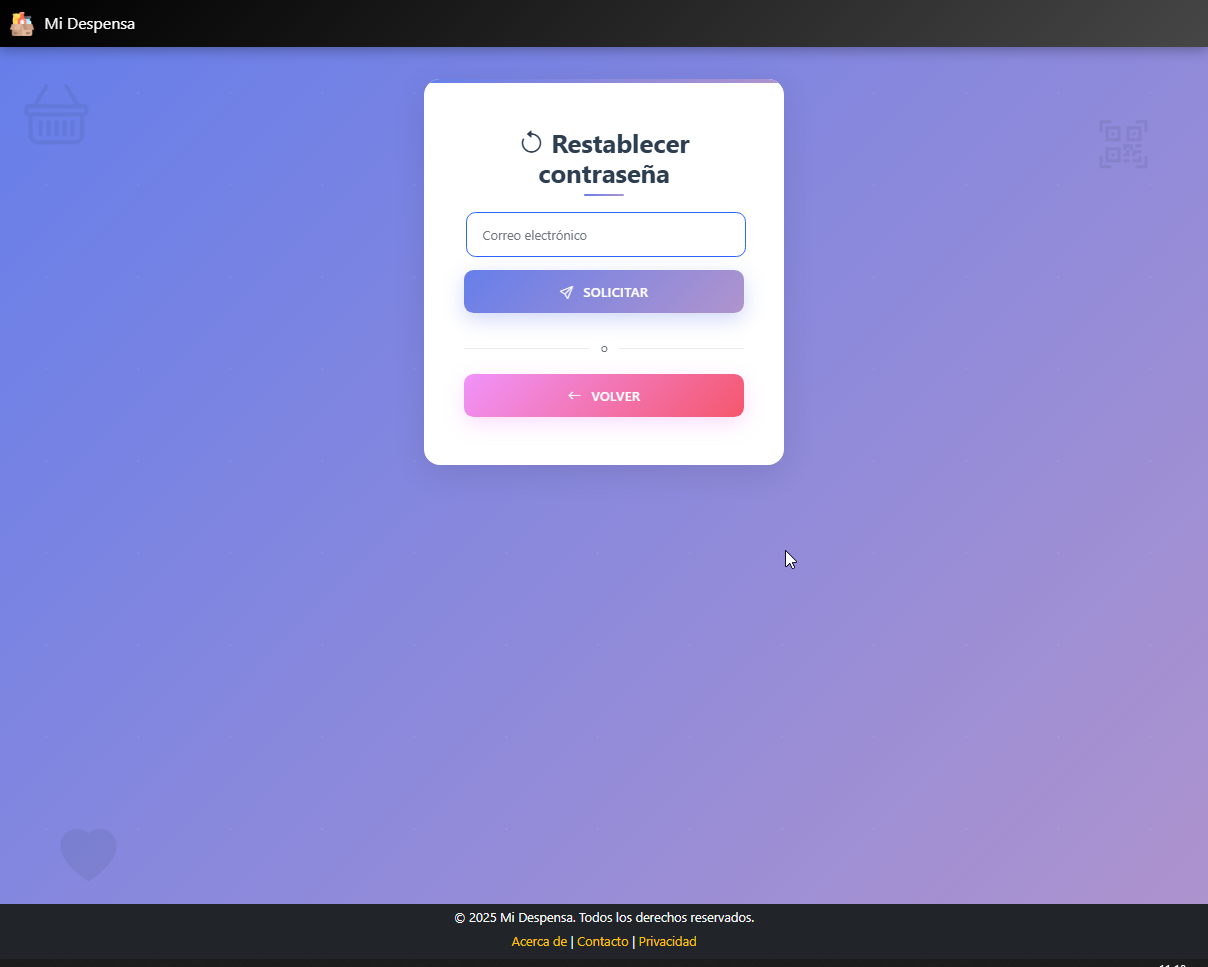 Mi Despensa
Restablecer
contraseña
Correo electrónico
SOLICITAR
o
VOLVER
© 2025 Mi Despensa. Todos los derechos reservados.
Acerca de | Contacto | Privacidad